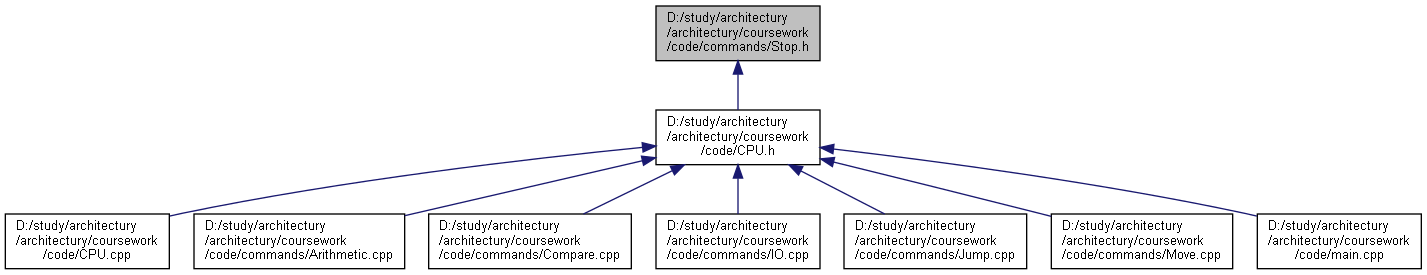 D:/study/architectury
/architectury/coursework
/code/commands/Stop.h
D:/study/architectury
/architectury/coursework
/code/CPU.h
D:/study/architectury
/architectury/coursework
/code/CPU.cpp
D:/study/architectury
/architectury/coursework
/code/commands/Arithmetic.cpp
D:/study/architectury
/architectury/coursework
/code/commands/Compare.cpp
D:/study/architectury
/architectury/coursework
/code/commands/IO.cpp
D:/study/architectury
/architectury/coursework
/code/commands/Jump.cpp
D:/study/architectury
/architectury/coursework
/code/commands/Move.cpp
D:/study/architectury
/architectury/coursework
/code/main.cpp